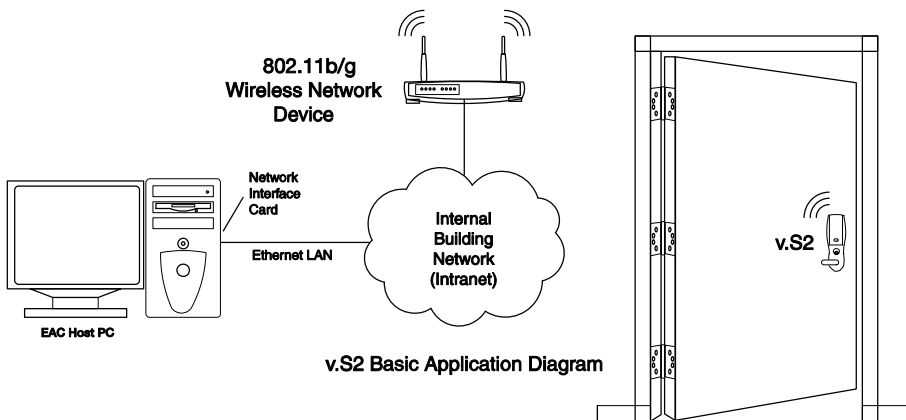 802.11b/g
Wireless Network
Device
Network
Interface
Card
Ethernet LAN
Internal
Building
Network
(Intranet)
v.S2
EAC Host PC
v.S2 Basic Application Diagram